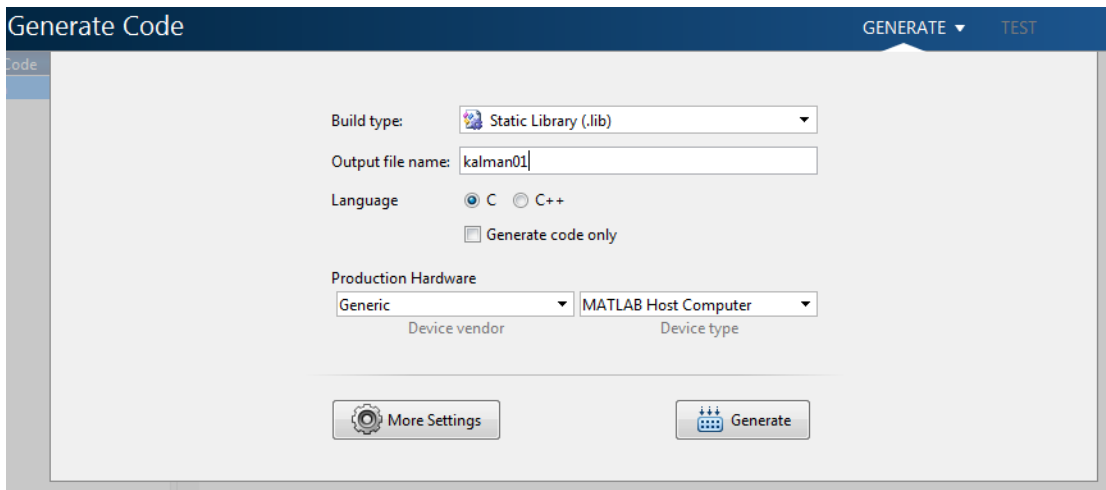 Generate Code
GENERATE
TEST
Code
Build type: Static Library (.lib)
Output file name: kalman01
Language C C++
Generate code only
Production Hardware
Generic MATLAB Host Computer
Device vendor Device type
More Settings Generate